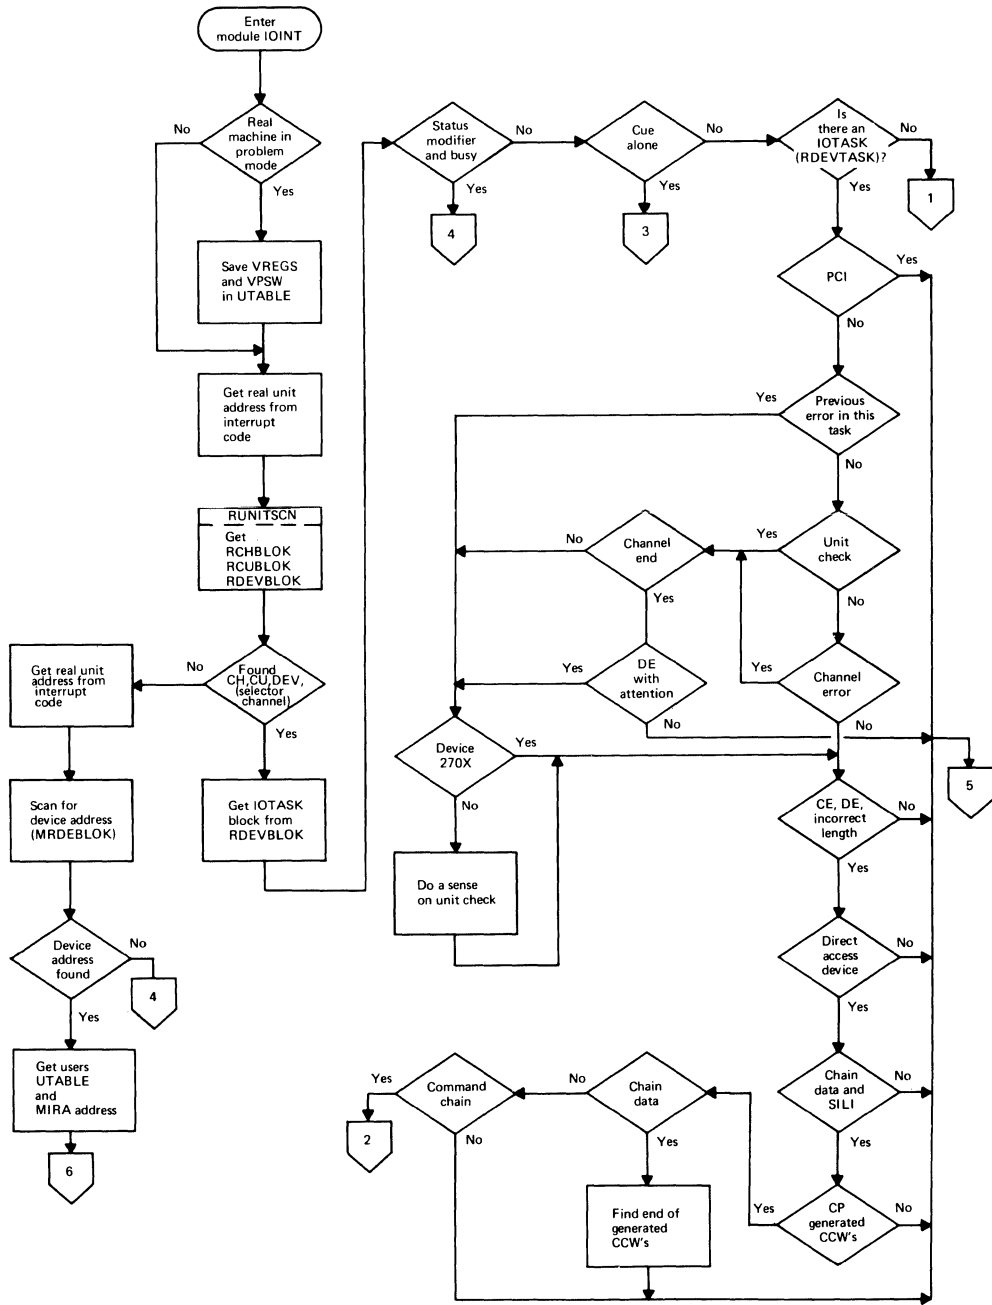 Enter
module IOINT
Real
machine in
problem
mode
No
Yes
Save VREGS
and VPSW
in UTABLE
Get real unit
address from
interrupt
code
RUNITSCN
Get
RCHBLOK
RCUBLOK
RDEVBLOK
Found
CH,CU,DEV,
(selector
channel)
No
Yes
Get real unit
address from
interrupt
code
Scan for
device address
(MRDEBLOK)
Device
address
found
No
4
Yes
Get users
UTABLE
and
MIRA address
6
Get IOTASK
block from
RDEVBLOK
Status
modifier
and busy
No
Yes
4
Cue
alone
No
Yes
3
Is
there an
IOTASK
(RDEVTASK)?
No
1
Yes
PCI
Yes
No
Previous
error in this
task
Yes
No
Unit
check
Yes
No
Channel
end
No
Yes
Channel
error
Yes
No
DE
with
attention
Yes
No
5
Device
270X
Yes
No
Do a sense
on unit check
CE, DE,
incorrect
length
No
Yes
Direct
access
device
No
Yes
Chain
data and
SILI
No
Yes
CP
generated
CCW's
No
Yes
Chain
data
No
Yes
Find end of
generated
CCW's
Command
chain
Yes
2
No